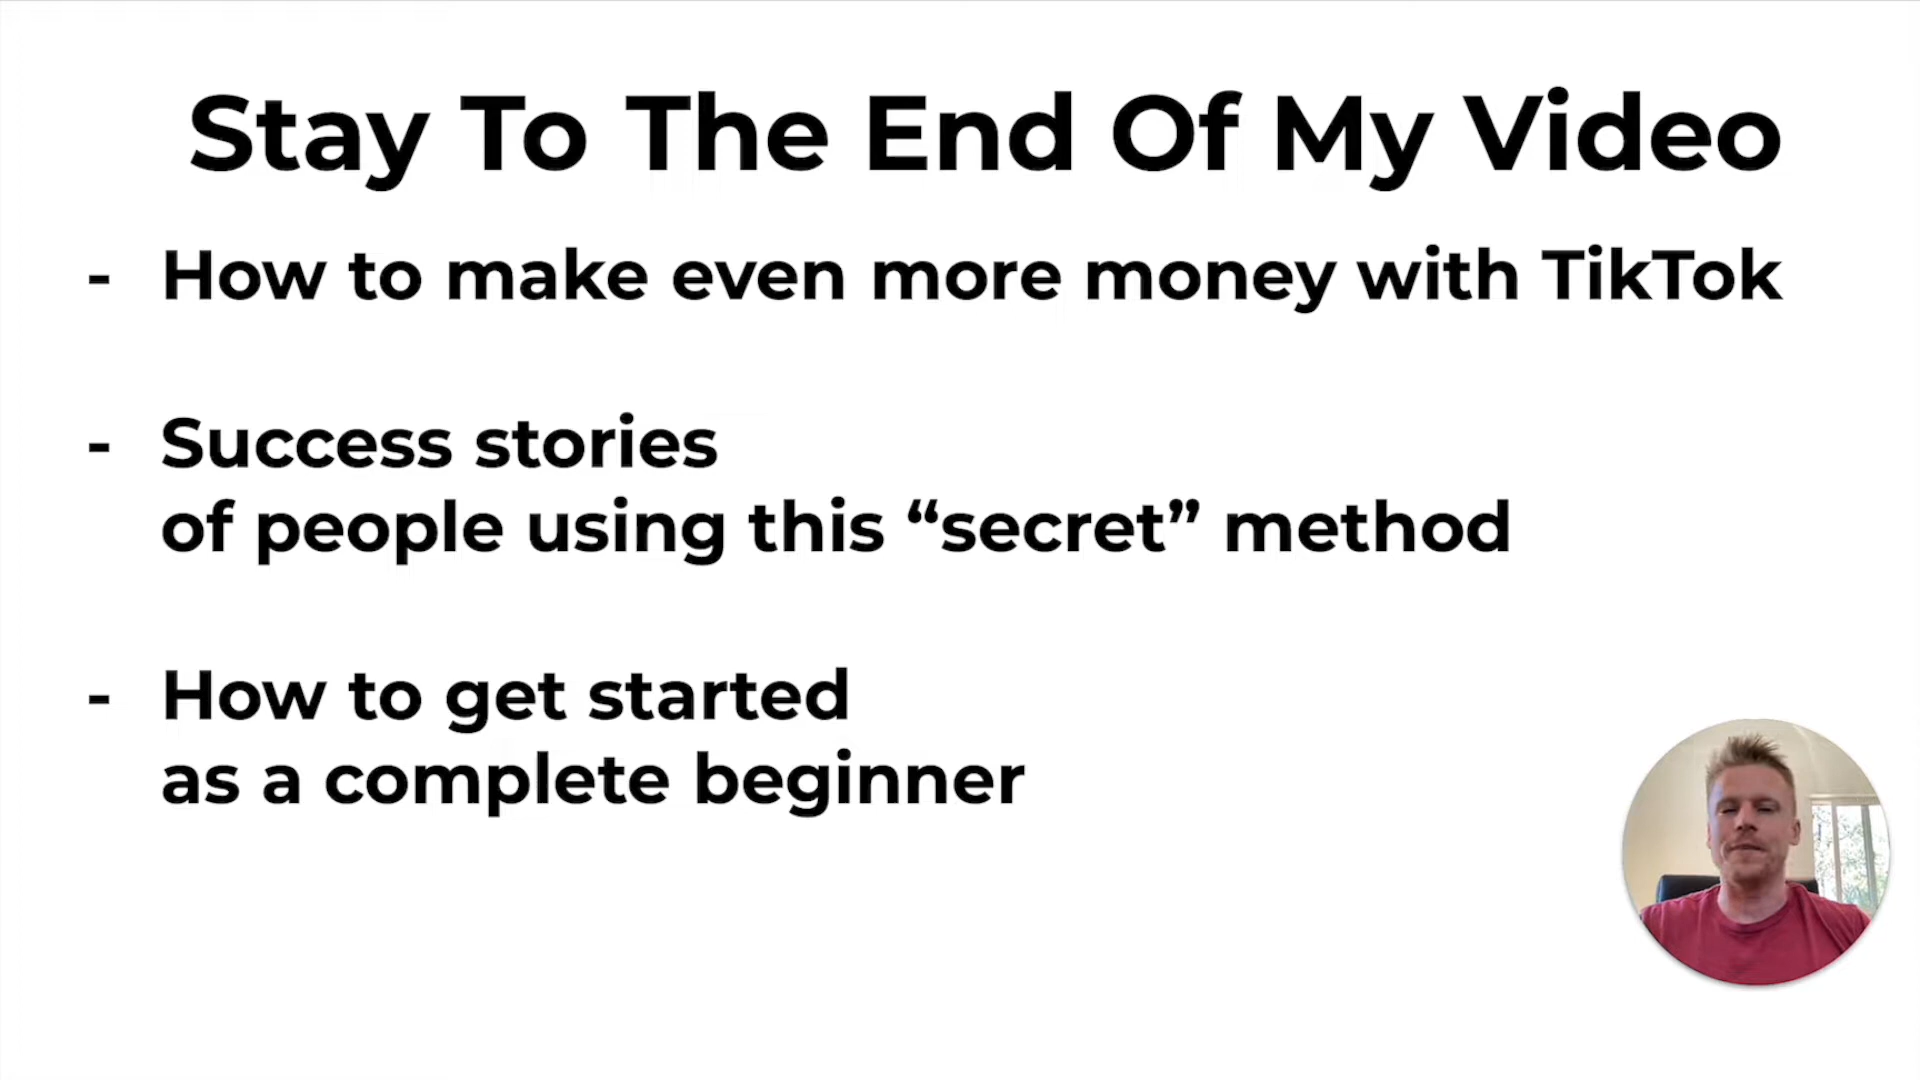 Stay To The End Of My Video
- How to make even more money with TikTok
- Success stories
of people using this “secret” method
- How to get started
as a complete beginner